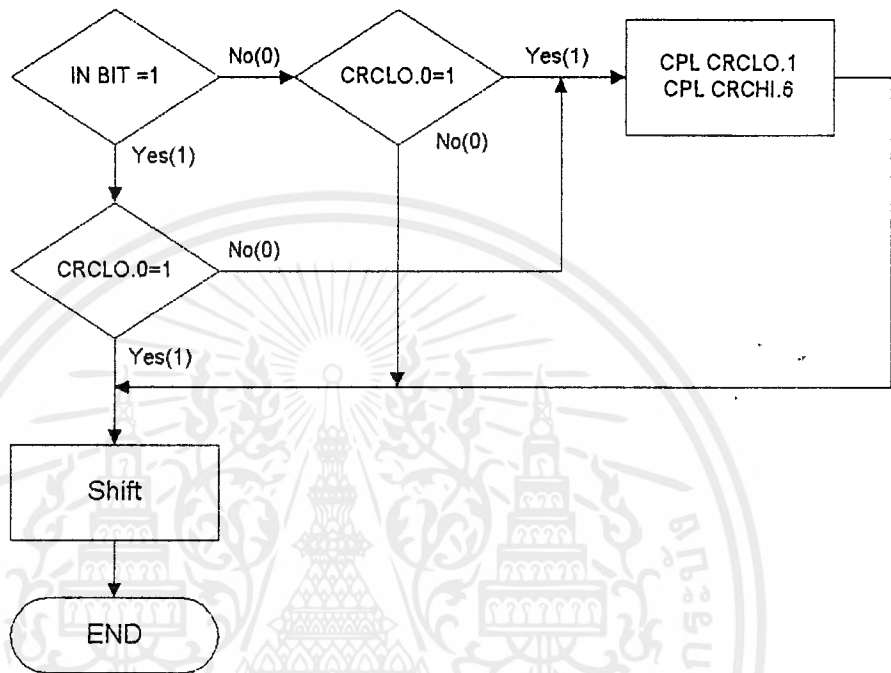 IN BIT =1
No(0)
CRCLO.0=1
Yes(1)
CPL CRCLO.1
CPL CRCHI.6
No(0)
Yes(1)
CRCLO.0=1
No(0)
Yes(1)
Shift
END